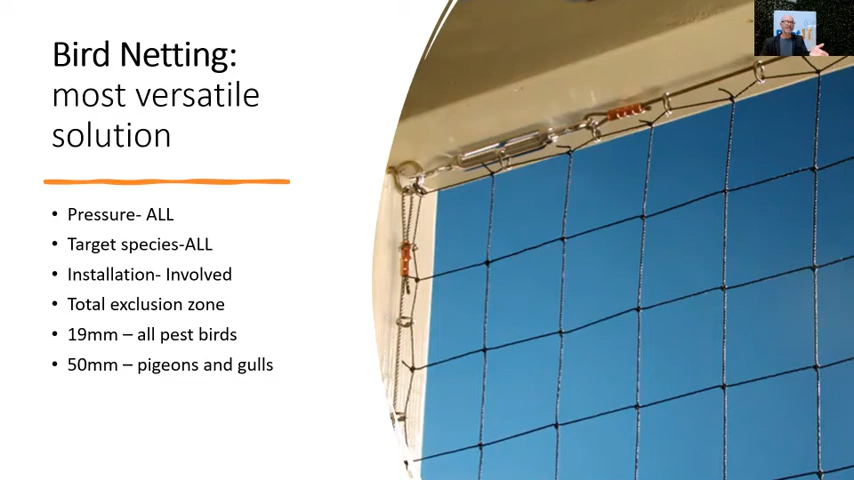 Bird Netting:
most versatile
solution
• Pressure- ALL
• Target species-ALL
• Installation- Involved
• Total exclusion zone
• 19mm – all pest birds
• 50mm – pigeons and gulls